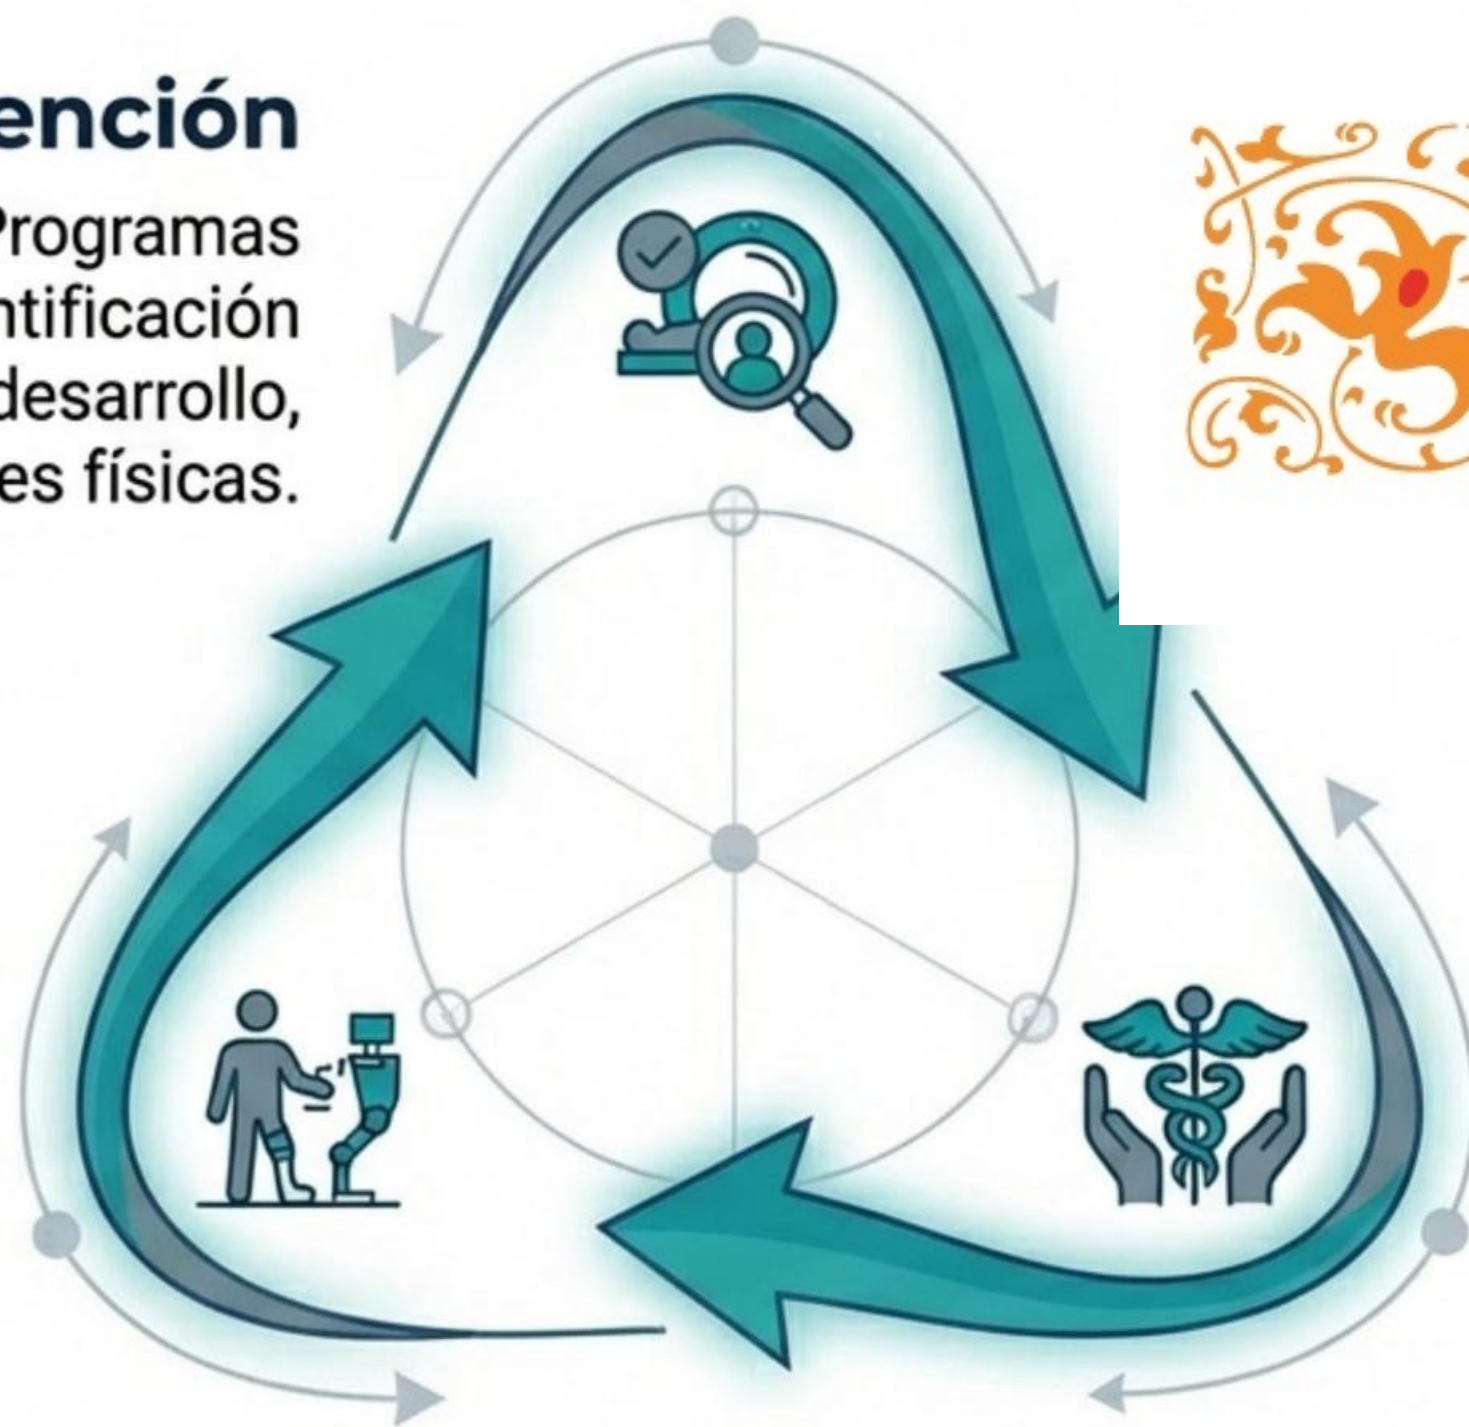 ención
Programas
ntificación
desarrollo,
es físicas.